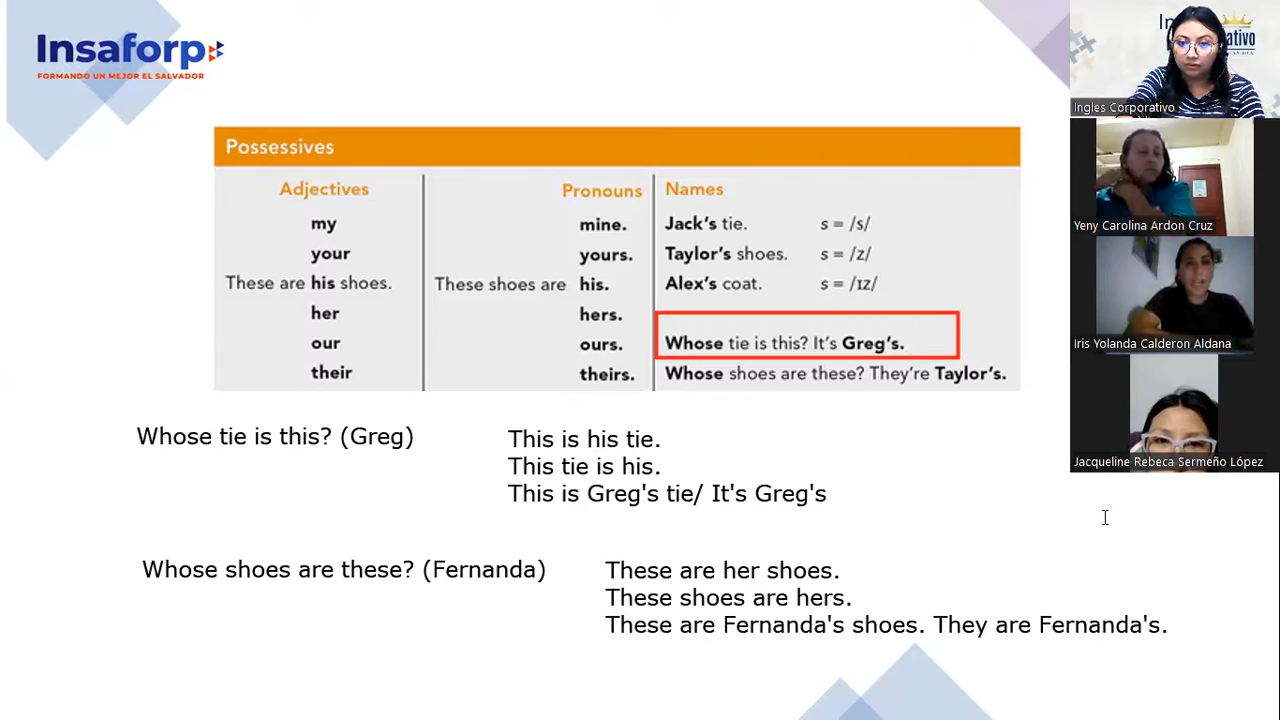 Insaforp
FORMANDO UN MEJOR EL SALVADOR
Possessives
Adjectives
my
your
These are his shoes.
her
our
their
Pronouns
mine.
yours.
These shoes are his.
hers.
ours.
theirs.
Names
Jack's tie. s = /s/
Taylor's shoes. s = /z/
Alex's coat. s = /ɪz/
Whose tie is this? It's Greg's.
Whose shoes are these? They're Taylor's.
Whose tie is this? (Greg)
This is his tie.
This tie is his.
This is Greg's tie/ It's Greg's
Whose shoes are these? (Fernanda)
These are her shoes.
These shoes are hers.
These are Fernanda's shoes. They are Fernanda's.
Ingles Corporativo
Yeny Carolina Ardon Cruz
Iris Yolanda Calderon Aldana
Jacqueline Rebeca Sermeño López